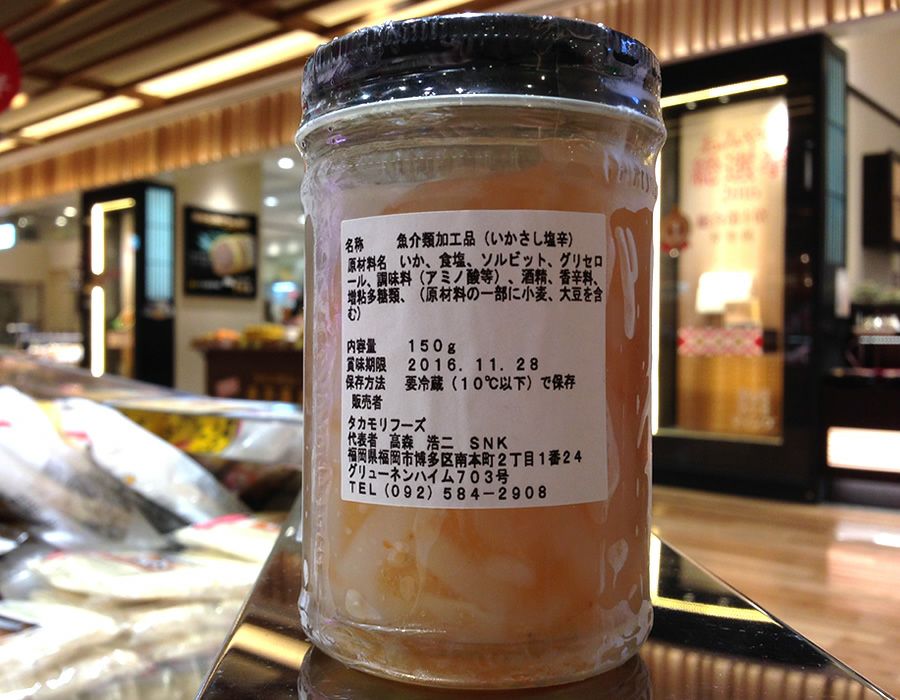 名称　　魚介類加工品（いかさし塩辛）
原材料名　いか、食塩、ソルビット、グリセロ
ール、調味料（アミノ酸等）、酒精、香辛料、
増粘多糖類、（原材料の一部に小麦、大豆を含
む）
内容量　　１５０ｇ
賞味期限　２０１６．１１．２８
保存方法　要冷蔵（１０℃以下）で保存
販売者
タカモリフーズ
代表者　高森　浩二　ＳＮＫ
福岡県福岡市博多区南本町２丁目１番２４
グリューネンハイム７０３号
ＴＥＬ（０９２）５８４－２９０８
総選挙